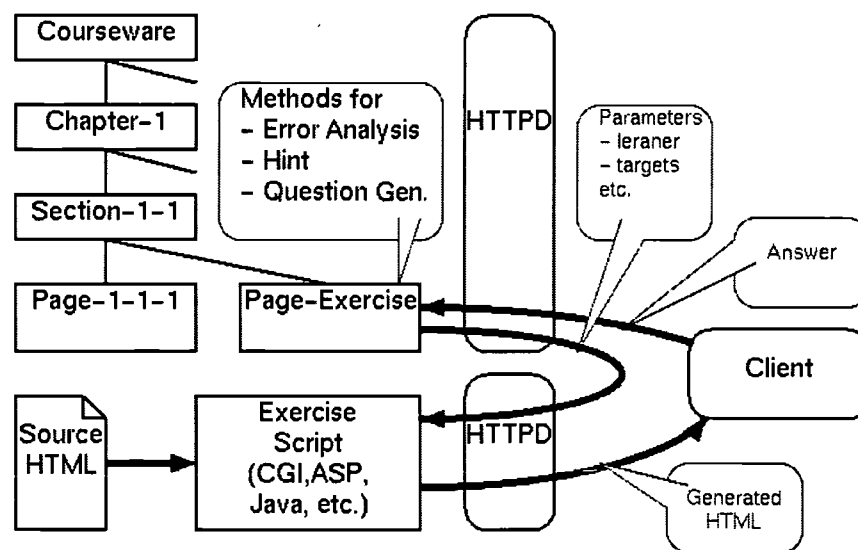 Courseware
Chapter-1
Section-1-1
Page-1-1-1
Methods for
- Error Analysis
- Hint
- Question Gen.
Page-Exercise
HTTPD
Parameters
- leraner
- targets
etc.
Answer
Client
Source
HTML
Exercise
Script
(CGI,ASP,
Java, etc.)
HTTPD
Generated
HTML